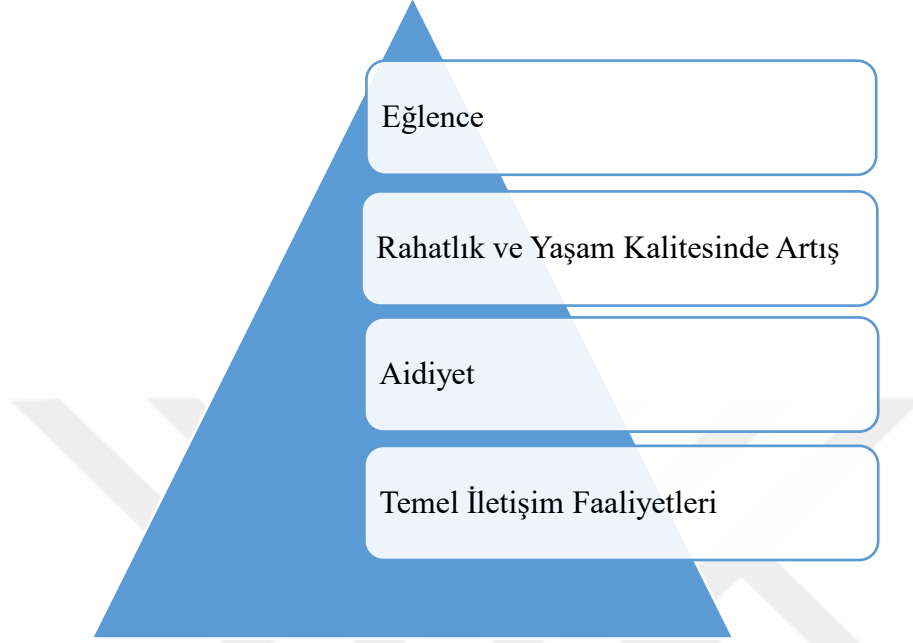 Eğlence
Rahatlık ve Yaşam Kalitesinde Artış
Aidiyet
Temel İletişim Faaliyetleri